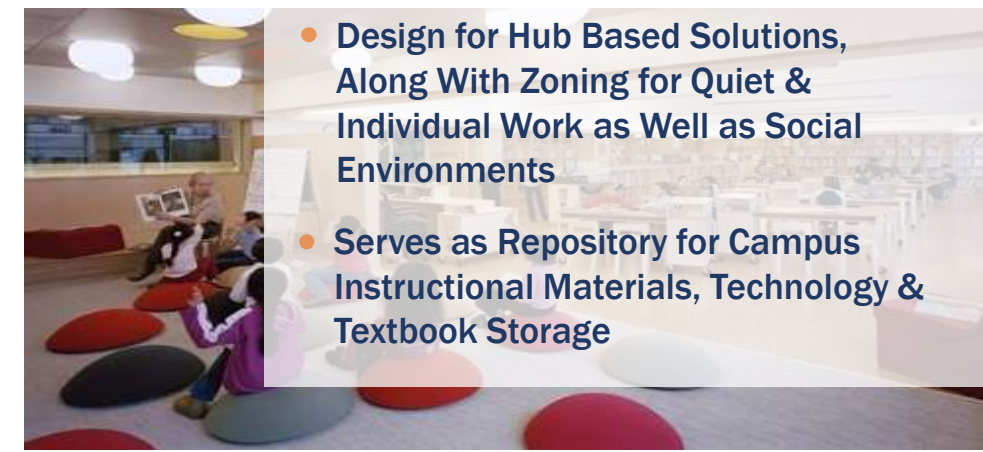 • Design for Hub Based Solutions,
Along With Zoning for Quiet &
Individual Work as Well as Social
Environments
• Serves as Repository for Campus
Instructional Materials, Technology &
Textbook Storage